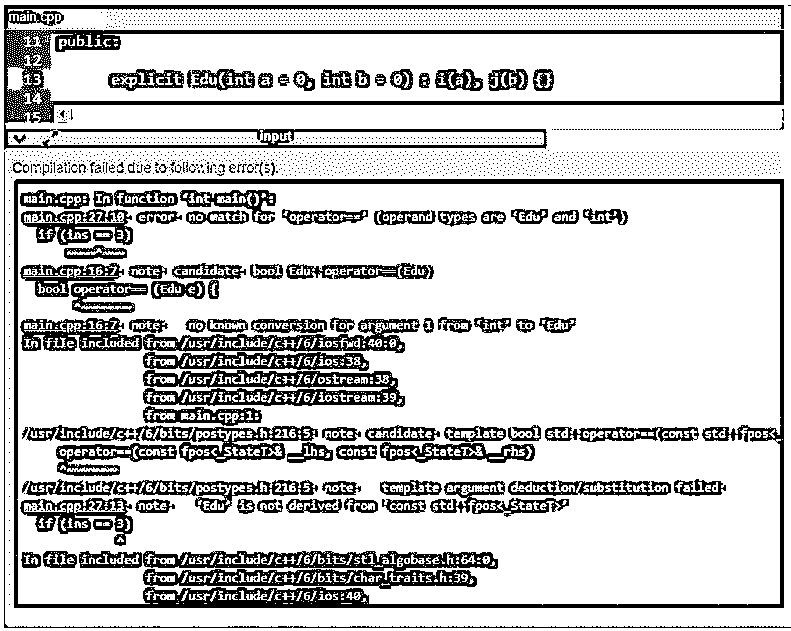 main.cpp
11 public:
12
13 explicit Edu(int a = 0, int b = 0) : i(a), j(b) {}
14
15
input
Compilation failed due to following error(s).
main.cpp: In function 'int main()':
main.cpp:27:10: error: no match for 'operator==' (operand types are 'Edu' and 'int')
if (ins == 3)
~~~~^~~~
main.cpp:16:7: note: candidate: bool Edu::operator==(Edu)
bool operator== (Edu e) {
^~~~~~~~
main.cpp:16:7: note: no known conversion for argument 1 from 'int' to 'Edu'
In file included from /usr/include/c++/6/iosfwd:40:0,
from /usr/include/c++/6/ios:38,
from /usr/include/c++/6/ostream:38,
from /usr/include/c++/6/iostream:39,
from main.cpp:1:
/usr/include/c++/6/bits/postypes.h:216:5: note: candidate: template bool std::operator==(const std::fpos<_
operator==(const fpos<_StateT>& __lhs, const fpos<_StateT>& __rhs)
^~~~~~~~
/usr/include/c++/6/bits/postypes.h:216:5: note: template argument deduction/substitution failed:
main.cpp:27:13: note: 'Edu' is not derived from 'const std::fpos<_StateT>'
if (ins == 3)
^
In file included from /usr/include/c++/6/bits/stl_algobase.h:64:0,
from /usr/include/c++/6/bits/char_traits.h:39,
from /usr/include/c++/6/ios:40,